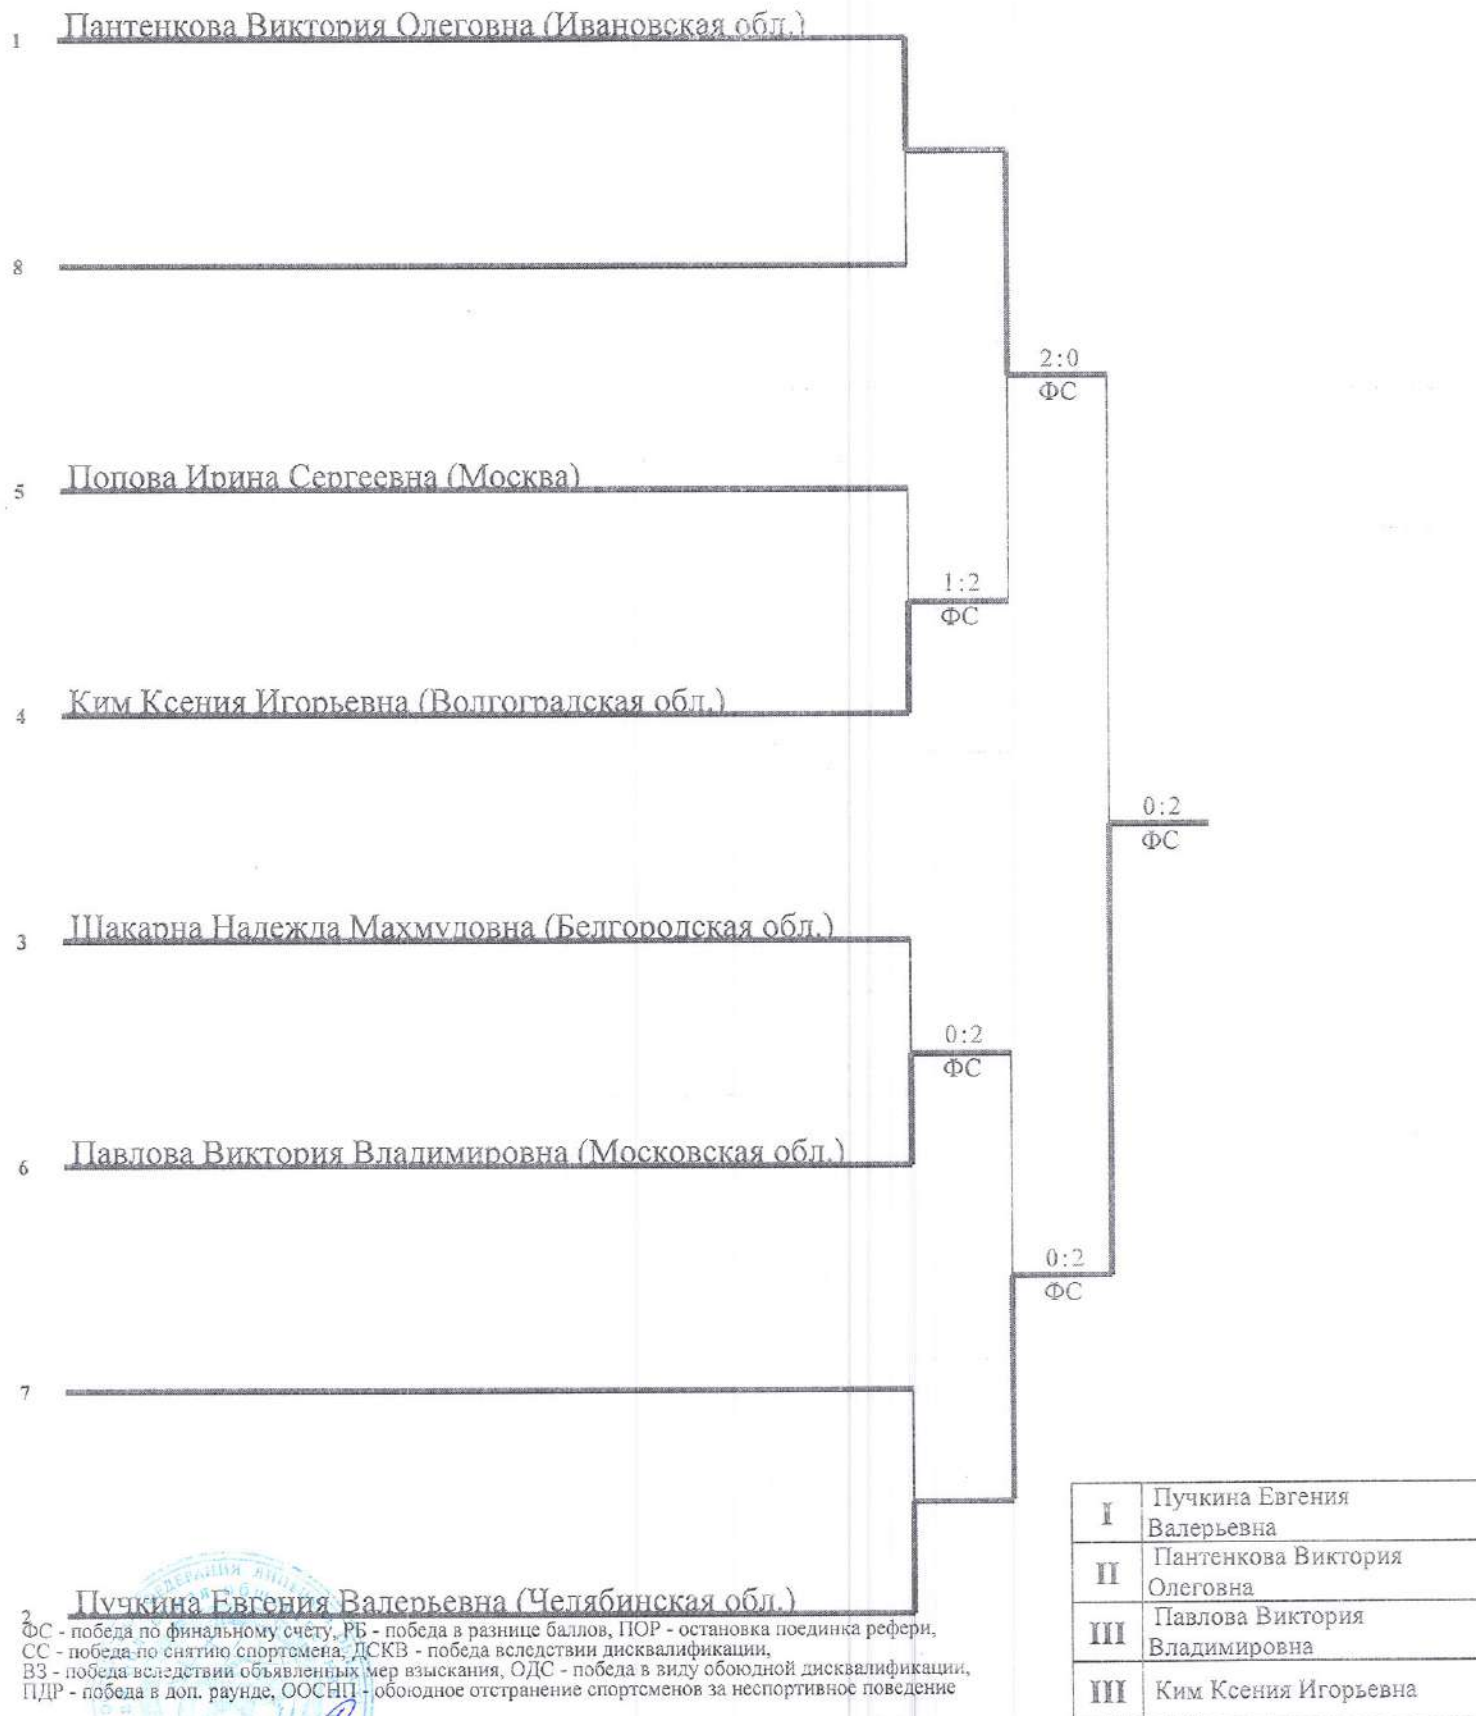 1 Пантенкова Виктория Олеговна (Ивановская обл.)
8
2:0
ФС
5 Попова Ирина Сергеевна (Москва)
1:2
ФС
4 Ким Ксения Игорьевна (Волгоградская обл.)
0:2
ФС
3 Шакарна Надежда Махмудовна (Белгородская обл.)
0:2
ФС
6 Павлова Виктория Владимировна (Московская обл.)
0:2
ФС
7
I Пучкина Евгения
Валерьевна
II Пантенкова Виктория
Олеговна
III Павлова Виктория
Владимировна
III Ким Ксения Игорьевна
2 Пучкина Евгения Валерьевна (Челябинская обл.)
ФС - победа по финальному счету, РБ - победа в разнице баллов, ПОР - остановка поединка рефери,
СС - победа по снятию спортсмена, ДСКВ - победа вследствии дисквалификации,
ВЗ - победа вследствии объявленных мер взыскания, ОДС - победа в виду обоюдной дисквалификации,
ПДР - победа в доп. раунде, ООСНП - обоюдное отстранение спортсменов за неспортивное поведение